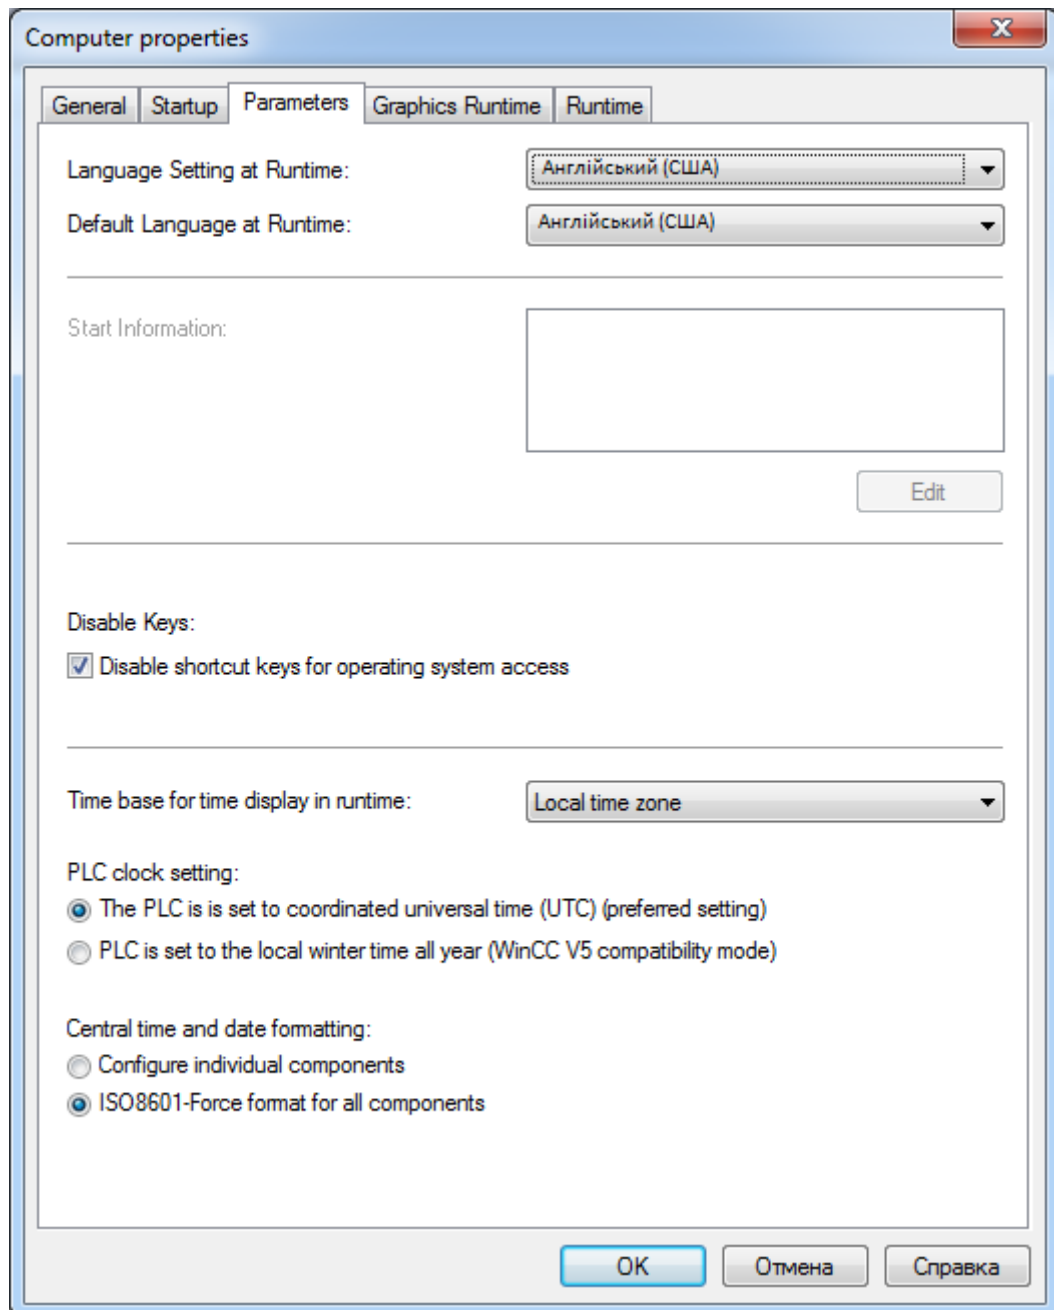 Computer properties
General Startup Parameters Graphics Runtime Runtime
Language Setting at Runtime: Англійський (США)
Default Language at Runtime: Англійський (США)
Start Information:
Edit
Disable Keys:
Disable shortcut keys for operating system access
Time base for time display in runtime: Local time zone
PLC clock setting:
The PLC is is set to coordinated universal time (UTC) (preferred setting)
PLC is set to the local winter time all year (WinCC V5 compatibility mode)
Central time and date formatting:
Configure individual components
ISO8601-Force format for all components
OK Отмена Справка